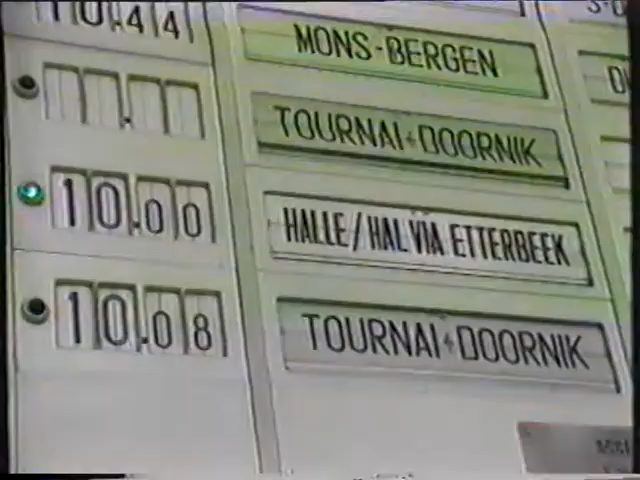 10.44 MONS-BERGEN
. TOURNAI-DOORNIK
10.00 HALLE/HAL VIA ETTERBEEK
10.08 TOURNAI-DOORNIK